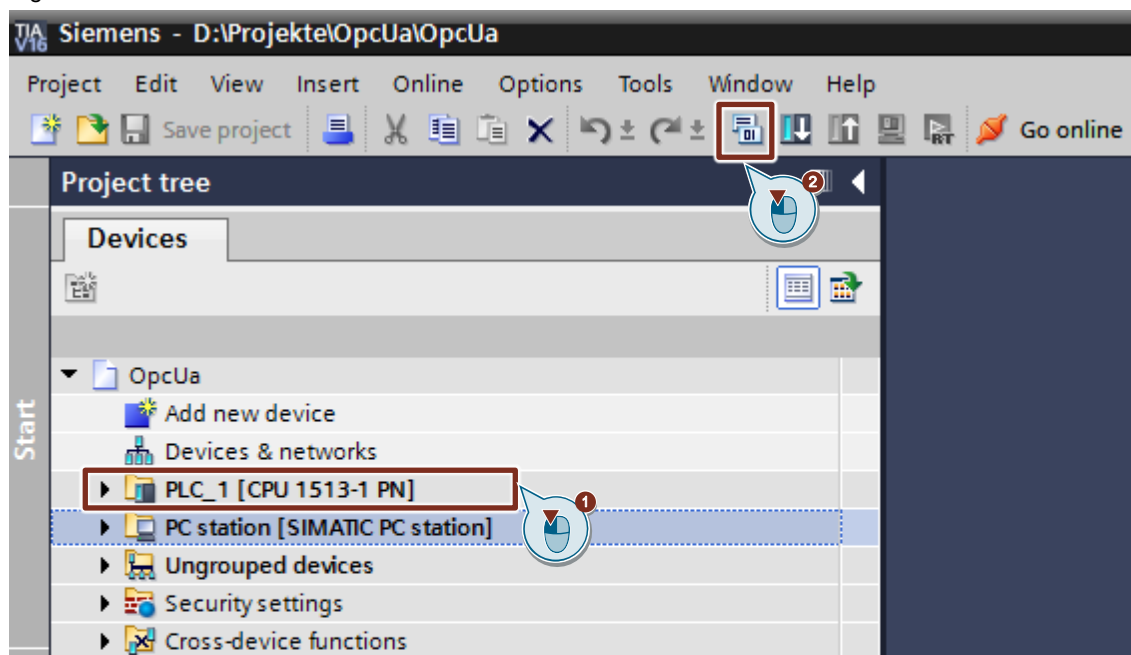 TIA V16 Siemens - D:\Projekte\OpcUa\OpcUa
Project Edit View Insert Online Options Tools Window Help
Save project RT Go online
Project tree
2
Devices
OpcUa
Add new device
Devices & networks
PLC_1 [CPU 1513-1 PN]
1
PC station [SIMATIC PC station]
Ungrouped devices
Security settings
Cross-device functions
Start